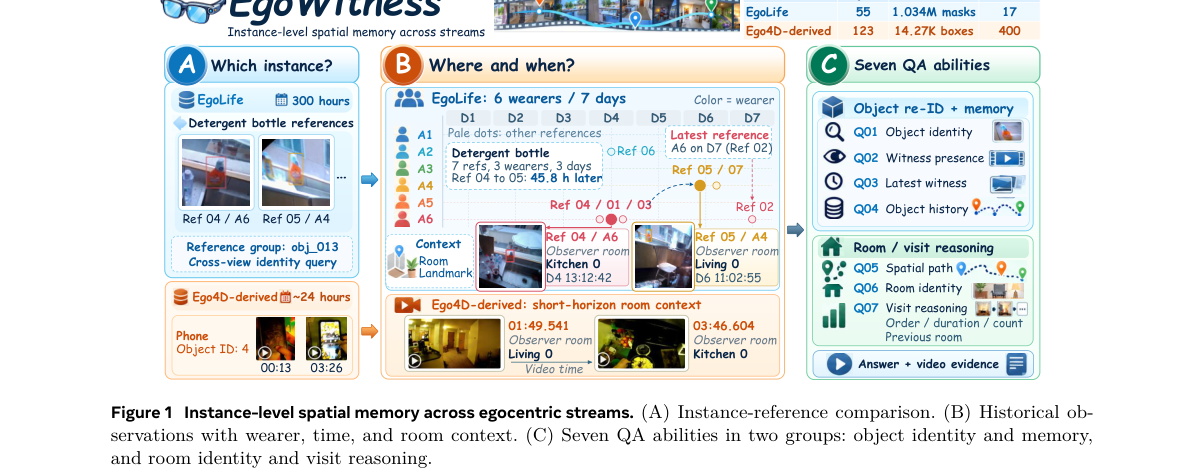 EgoWitness
Instance-level spatial memory across streams
EgoLife 55 1.034M masks 17
Ego4D-derived 123 14.27K boxes 400
A Which instance?
EgoLife 300 hours
Detergent bottle references
...
Ref 04 / A6 Ref 05 / A4
Reference group: obj_013
Cross-view identity query
Ego4D-derived ~24 hours
Phone
Object ID: 4
00:13 03:26
B Where and when?
EgoLife: 6 wearers / 7 days Color = wearer
D1 D2 D3 D4 D5 D6 D7
A1
A2
A3
A4
A5
A6
Pale dots: other references
Detergent bottle
7 refs, 3 wearers, 3 days
Ref 04 to 05: 45.8 h later
Ref 06
Latest reference
A6 on D7 (Ref 02)
Ref 05 / 07
Ref 04 / 01 / 03
Ref 02
Context
Room
Landmark
Ref 04 / A6
Observer room
Kitchen 0
D4 13:12:42
Ref 05 / A4
Observer room
Living 0
D6 11:02:55
Ego4D-derived: short-horizon room context
01:49.541
Observer room
Living 0
Video time
03:46.604
Observer room
Kitchen 0
C Seven QA abilities
Object re-ID + memory
Q01 Object identity
Q02 Witness presence
Q03 Latest witness
Q04 Object history
Room / visit reasoning
Q05 Spatial path
Q06 Room identity
Q07 Visit reasoning
Order / duration / count
Previous room
Answer + video evidence
Figure 1 Instance-level spatial memory across egocentric streams. (A) Instance-reference comparison. (B) Historical ob-
servations with wearer, time, and room context. (C) Seven QA abilities in two groups: object identity and memory,
and room identity and visit reasoning.